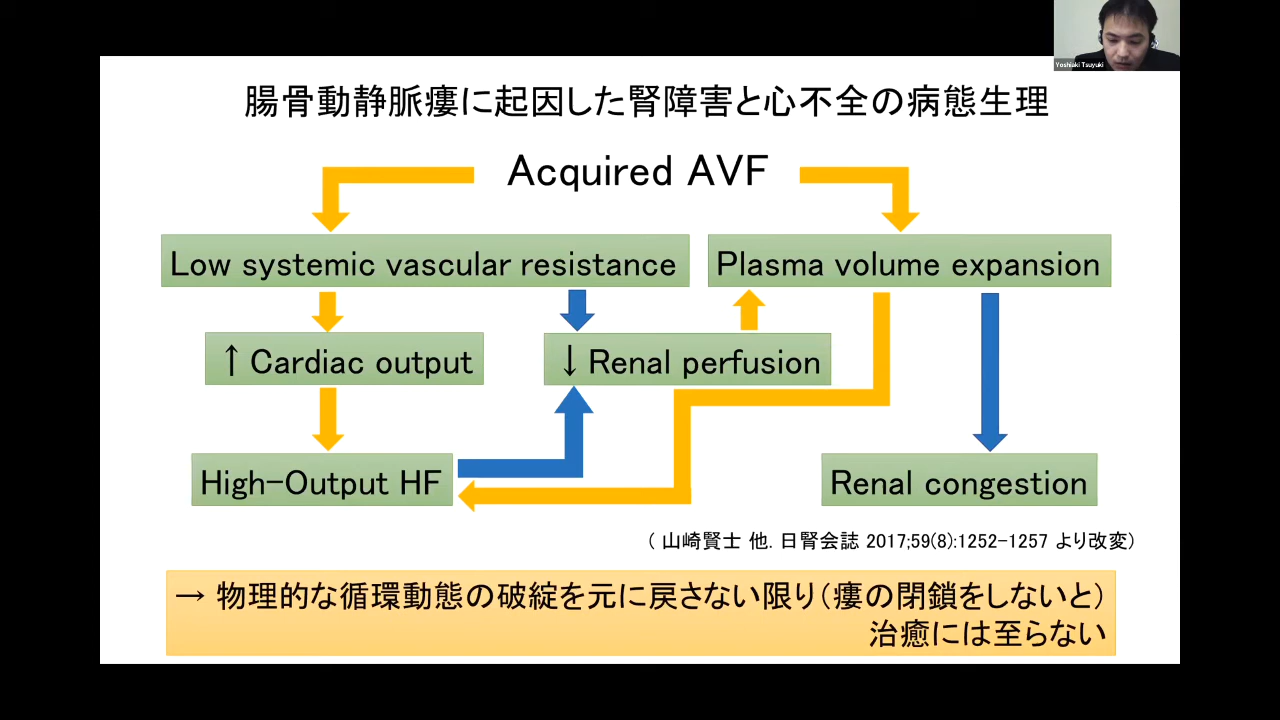 Yoshiaki Tsuyuki
腸骨動静脈瘻に起因した腎障害と心不全の病態生理
Acquired AVF
Low systemic vascular resistance
Plasma volume expansion
↑Cardiac output
↓Renal perfusion
High-Output HF
Renal congestion
( 山崎賢士 他. 日腎会誌 2017;59(8):1252-1257 より改変)
→ 物理的な循環動態の破綻を元に戻さない限り(瘻の閉鎖をしないと)
治癒には至らない